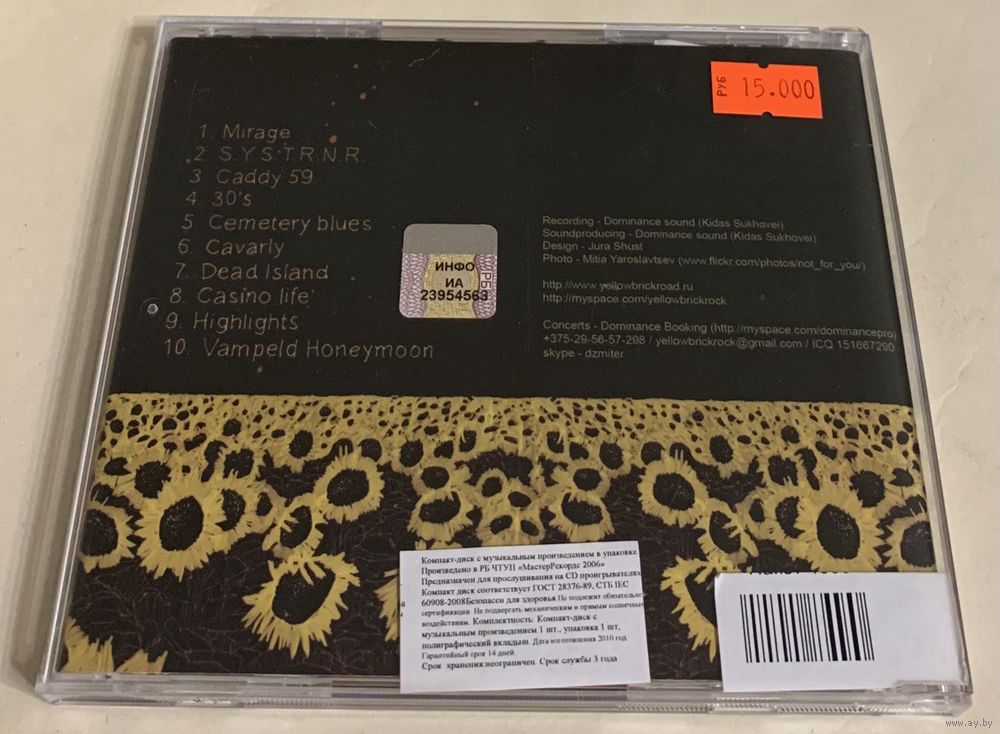 РУБ 15.000
1. Mirage
2 S.Y.S.T.R.N.R.
3 Caddy 59
4 30's
5. Cemetery blues
6. Cavarly
7. Dead Island
8. Casino life
9. Highlights
10. Vampeld Honeymoon
ИНФО
ИА
23954563
РБ
Recording - Dominance sound (Kidas Sukhovei)
Soundproducing - Dominance sound (Kidas Sukhovei)
Design - Jura Shust
Photo - Mitia Yaroslavtsev (www.flickr.com/photos/not_for_you/)
http://www.yellowbrickroad.ru
http://myspace.com/yellowbrickrock
Concerts - Dominance Booking (http://myspace.com/dominancepro)
+375-29-56-57-298 / yellowbrickrock@gmail.com / ICQ 151667290
skype - dzmiter
Компакт-диск с музыкальным произведением в упаковке.
Произведено в РБ ЧТУП «МастерРекордс 2006»
Предназначен для прослушивания на CD проигрывателях
Компакт диск соответствует ГОСТ 28376-89, СТБ IEC
60908-2008Безопасен для здоровья.Не подлежит обязательно
сертификации. Не подвергать механическим и прямым солнечным
воздействиям. Комплектность: Компакт-диск с
музыкальным произведением 1 шт., упаковка 1 шт,
полиграфический вкладыш. Дата изготовления 2010 год
Гарантийный срок 14 дней.
Срок хранения:неограничен. Срок службы 3 года
www.ay.by